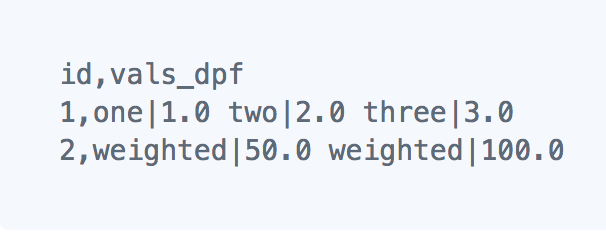 id,vals_dpf
1,one|1.0 two|2.0 three|3.0
2,weighted|50.0 weighted|100.0